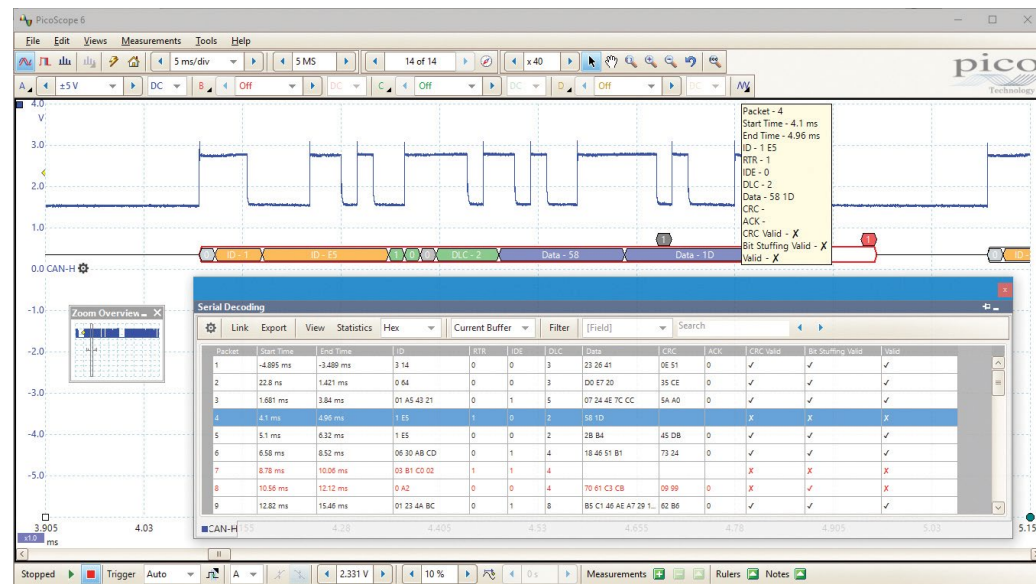 PicoScope 6
File Edit Views Measurements Tools Help
5 ms/div 5 MS 14 of 14 x 40
pico
Technology
A ±5 V DC B Off DC C Off DC D Off DC
4.0
V
3.0
2.0
1.0
0.0 CAN-H
-1.0
-2.0
-3.0
-4.0
-5.0
Packet - 4
Start Time - 4.1 ms
End Time - 4.96 ms
ID - 1 E5
RTR - 1
IDE - 0
DLC - 2
Data - 58 1D
CRC -
ACK -
CRC Valid - ✗
Bit Stuffing Valid - ✗
Valid - ✗
1 1
0 ID - 1 ID - E5 1 0 0 DLC - 2 Data - 58 Data - 1D 0 ID -
Zoom Overview
Serial Decoding
Link Export View Statistics Hex Current Buffer Filter [Field] Search
Packet Start Time End Time ID RTR IDE DLC Data CRC ACK CRC Valid Bit Stuffing Valid Valid
1 -4.895 ms -3.489 ms 3 14 0 0 3 23 26 41 0E 51 0 ✓ ✓ ✓
2 22.8 ns 1.421 ms 0 64 0 0 3 D0 E7 20 35 CE 0 ✓ ✓ ✓
3 1.681 ms 3.84 ms 01 A5 43 21 0 1 5 07 24 4E 7C CC 5A A0 0 ✓ ✓ ✓
4 4.1 ms 4.96 ms 1 E5 1 0 2 58 1D ✗ ✗ ✗
5 5.1 ms 6.32 ms 1 E5 0 0 2 2B B4 45 DB 0 ✓ ✓ ✓
6 6.58 ms 8.52 ms 06 30 AB CD 0 1 4 18 46 51 B1 73 24 0 ✓ ✓ ✓
7 8.78 ms 10.06 ms 03 B1 C0 02 1 1 4 ✗ ✗ ✗
8 10.56 ms 12.12 ms 0 A2 0 0 4 70 61 C3 CB 09 99 0 ✗ ✓ ✗
9 12.82 ms 15.46 ms 01 23 4A BC 0 1 8 B5 C1 46 AE A7 29 1... 62 B6 0 ✓ ✓ ✓
CAN-H
3.905 4.03 4.155 4.28 4.405 4.53 4.655 4.78 4.905 5.03 5.15
x1.0 ms
Stopped Trigger Auto A 2.331 V 10 % 0 s Measurements Rulers Notes